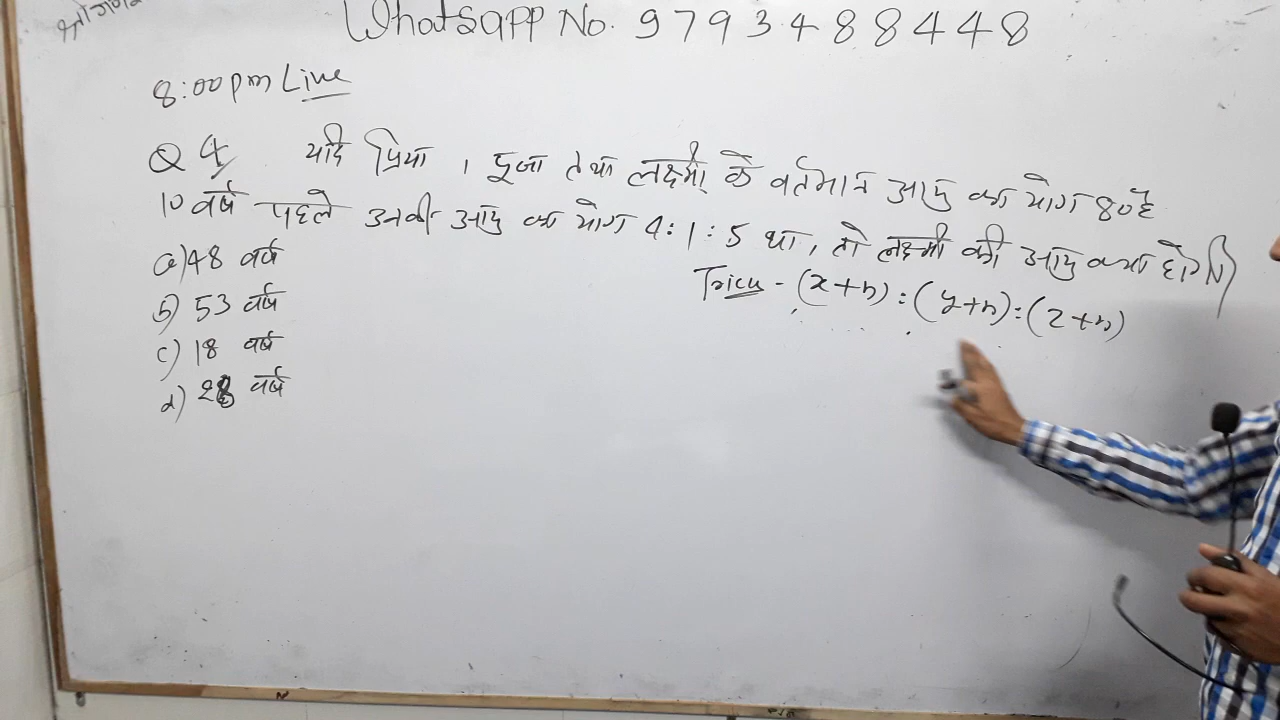 Whatsapp No. 9793488448
8:00pm Live
Q 4 यदि प्रिया , पूजा तथा लक्ष्मी के वर्तमान आयु का योग 80 है
10 वर्ष पहले उनकी आयु का योग 4:1:5 था, तो लक्ष्मी की आयु क्या होगी
a) 48 वर्ष
b) 53 वर्ष
c) 18 वर्ष
d) 28 वर्ष
Trick - (x+n):(y+n):(z+n)